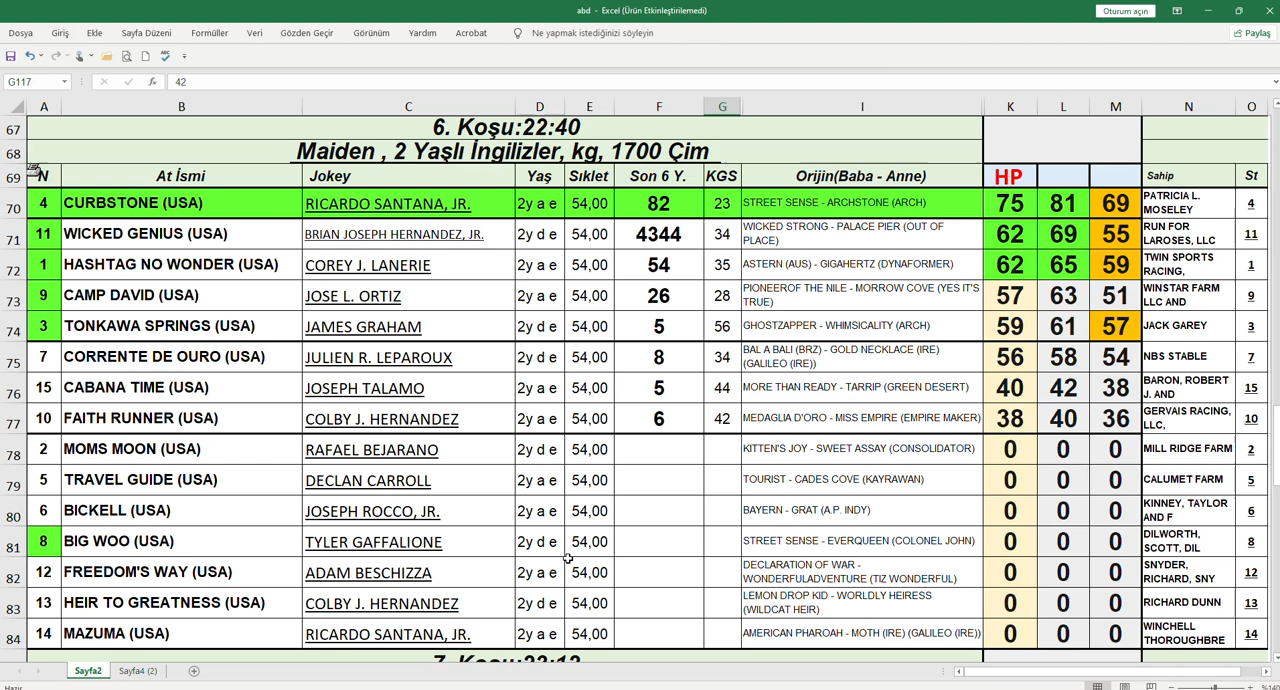 abd - Excel (Ürün Etkinleştirilemedi)
Oturum açın
Dosya Giriş Ekle Sayfa Düzeni Formüller Veri Gözden Geçir Görünüm Yardım Acrobat Ne yapmak istediğinizi söyleyin Paylaş
G117 fx 42
A B C D E F G I K L M N O
67 6. Koşu:22:40
68 Maiden , 2 Yaşlı İngilizler, kg, 1700 Çim
69 N At İsmi Jokey Yaş Sıklet Son 6 Y. KGS Orijin(Baba - Anne) HP Sahip St
70 4 CURBSTONE (USA) RICARDO SANTANA, JR. 2y a e 54,00 82 23 STREET SENSE - ARCHSTONE (ARCH) 75 81 69 PATRICIA L. MOSELEY 4
71 11 WICKED GENIUS (USA) BRIAN JOSEPH HERNANDEZ, JR. 2y d e 54,00 4344 34 WICKED STRONG - PALACE PIER (OUT OF PLACE) 62 69 55 RUN FOR LAROSES, LLC 11
72 1 HASHTAG NO WONDER (USA) COREY J. LANERIE 2y a e 54,00 54 35 ASTERN (AUS) - GIGAHERTZ (DYNAFORMER) 62 65 59 TWIN SPORTS RACING, 1
73 9 CAMP DAVID (USA) JOSE L. ORTIZ 2y a e 54,00 26 28 PIONEEROF THE NILE - MORROW COVE (YES IT'S TRUE) 57 63 51 WINSTAR FARM LLC AND 9
74 3 TONKAWA SPRINGS (USA) JAMES GRAHAM 2y a e 54,00 5 56 GHOSTZAPPER - WHIMSICALITY (ARCH) 59 61 57 JACK GAREY 3
75 7 CORRENTE DE OURO (USA) JULIEN R. LEPAROUX 2y d e 54,00 8 34 BAL A BALI (BRZ) - GOLD NECKLACE (IRE) (GALILEO (IRE)) 56 58 54 NBS STABLE 7
76 15 CABANA TIME (USA) JOSEPH TALAMO 2y a e 54,00 5 44 MORE THAN READY - TARRIP (GREEN DESERT) 40 42 38 BARON, ROBERT J. AND 15
77 10 FAITH RUNNER (USA) COLBY J. HERNANDEZ 2y a e 54,00 6 42 MEDAGLIA D'ORO - MISS EMPIRE (EMPIRE MAKER) 38 40 36 GERVAIS RACING, LLC, 10
78 2 MOMS MOON (USA) RAFAEL BEJARANO 2y a e 54,00 KITTEN'S JOY - SWEET ASSAY (CONSOLIDATOR) 0 0 0 MILL RIDGE FARM 2
79 5 TRAVEL GUIDE (USA) DECLAN CARROLL 2y a e 54,00 TOURIST - CADES COVE (KAYRAWAN) 0 0 0 CALUMET FARM 5
80 6 BICKELL (USA) JOSEPH ROCCO, JR. 2y a e 54,00 BAYERN - GRAT (A.P. INDY) 0 0 0 KINNEY, TAYLOR AND F 6
81 8 BIG WOO (USA) TYLER GAFFALIONE 2y d e 54,00 STREET SENSE - EVERQUEEN (COLONEL JOHN) 0 0 0 DILWORTH, SCOTT, DIL 8
82 12 FREEDOM'S WAY (USA) ADAM BESCHIZZA 2y a e 54,00 DECLARATION OF WAR - WONDERFULADVENTURE (TIZ WONDERFUL) 0 0 0 SNYDER, RICHARD, SNY 12
83 13 HEIR TO GREATNESS (USA) COLBY J. HERNANDEZ 2y d e 54,00 LEMON DROP KID - WORLDLY HEIRESS (WILDCAT HEIR) 0 0 0 RICHARD DUNN 13
84 14 MAZUMA (USA) RICARDO SANTANA, JR. 2y a e 54,00 AMERICAN PHAROAH - MOTH (IRE) (GALILEO (IRE)) 0 0 0 WINCHELL THOROUGHBRE 14
7. Koşu:23:12
Sayfa2 Sayfa4 (2)
Hazır %140